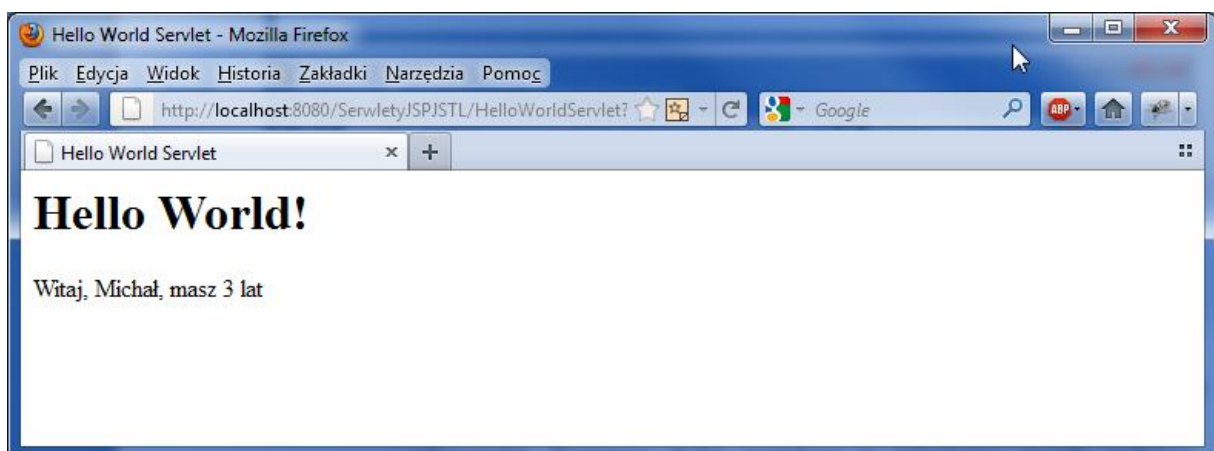 Hello World Servlet - Mozilla Firefox
Plik Edycja Widok Historia Zakładki Narzędzia Pomoc
http://localhost:8080/SerwletyJSPJSTL/HelloWorldServlet? Google ABP
Hello World Servlet
Hello World!
Witaj, Michał, masz 3 lat